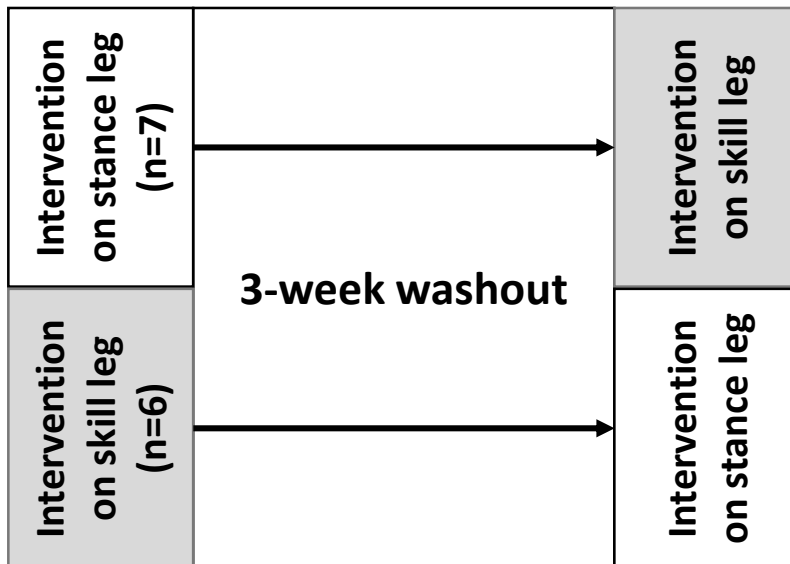 Intervention
on stance leg
(n=7)
Intervention
on skill leg
3-week washout
Intervention
on skill leg
(n=6)
Intervention
on stance leg